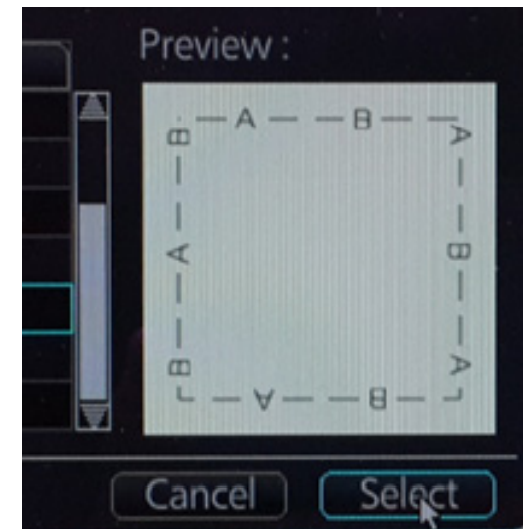 Preview :
B A B A
A B
B A
A B
Cancel Select